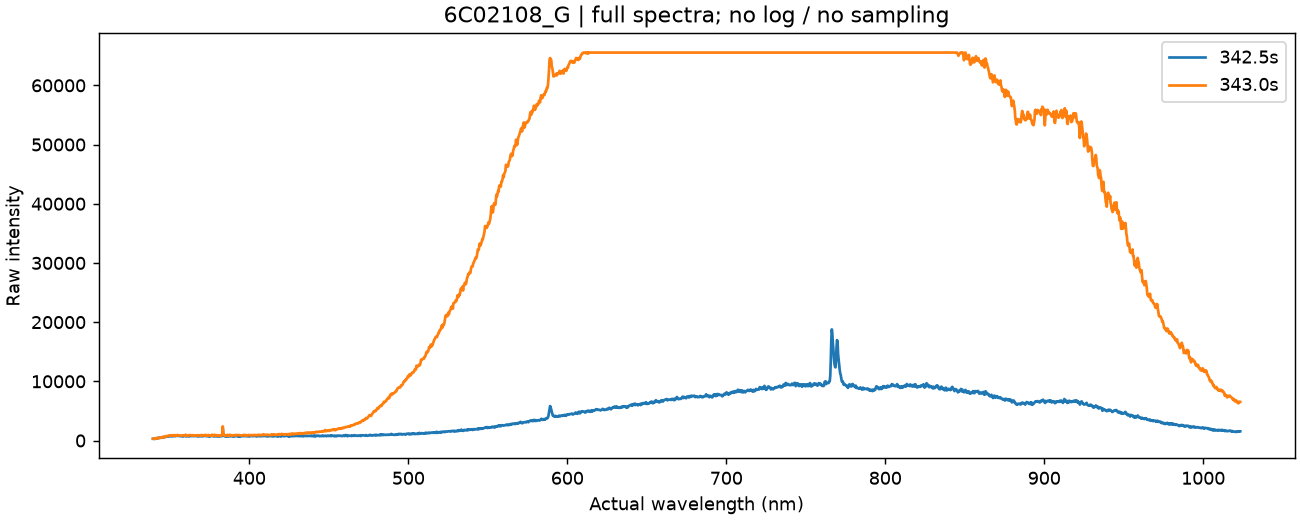 6C02108_G | full spectra; no log / no sampling
342.5s
343.0s
Raw intensity
60000
50000
40000
30000
20000
10000
0
400
500
600
700
800
900
1000
Actual wavelength (nm)